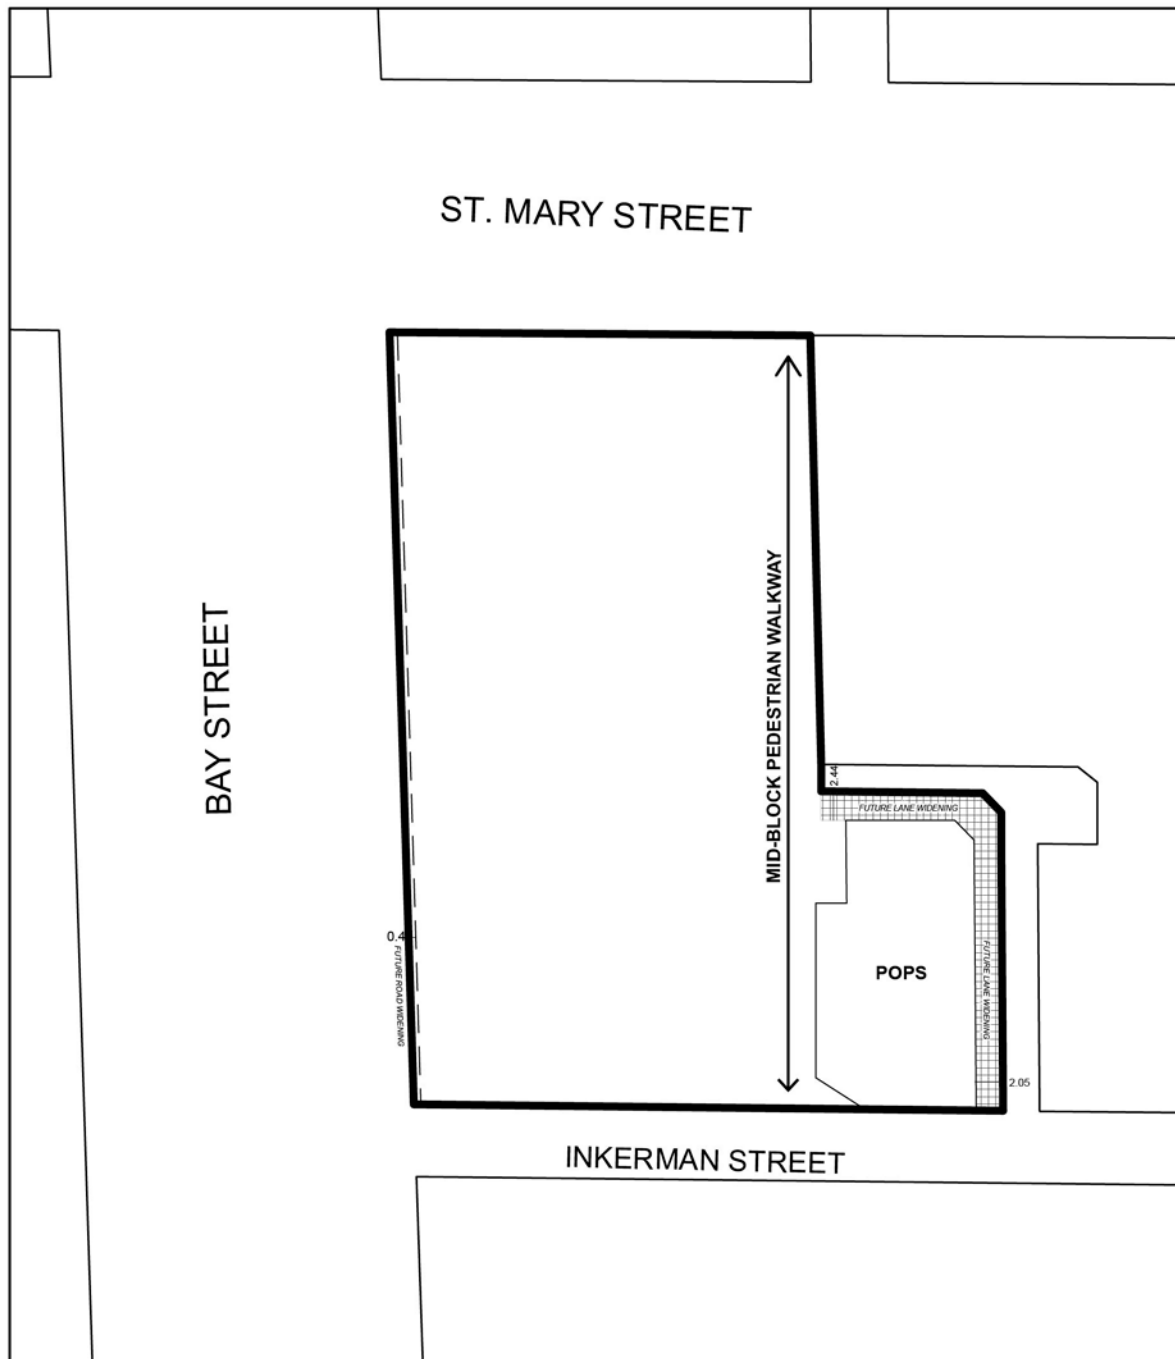 ST. MARY STREET
BAY STREET
MID-BLOCK PEDESTRIAN WALKWAY
2.44
FUTURE LANE WIDENING
0.4
FUTURE ROAD WIDENING
POPS
FUTURE LANE WIDENING
2.05
INKERMAN STREET